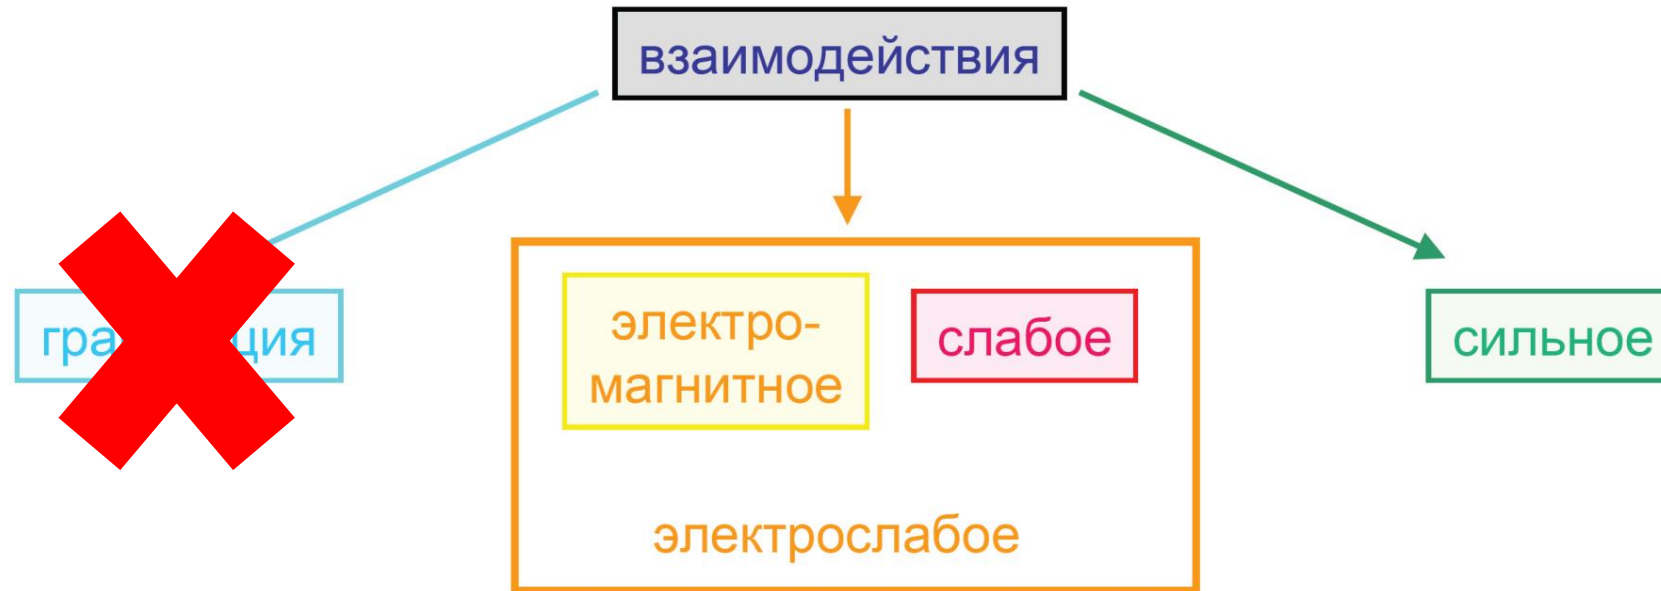 взаимодействия
электро-
магнитное
слабое
сильное
электрослабое